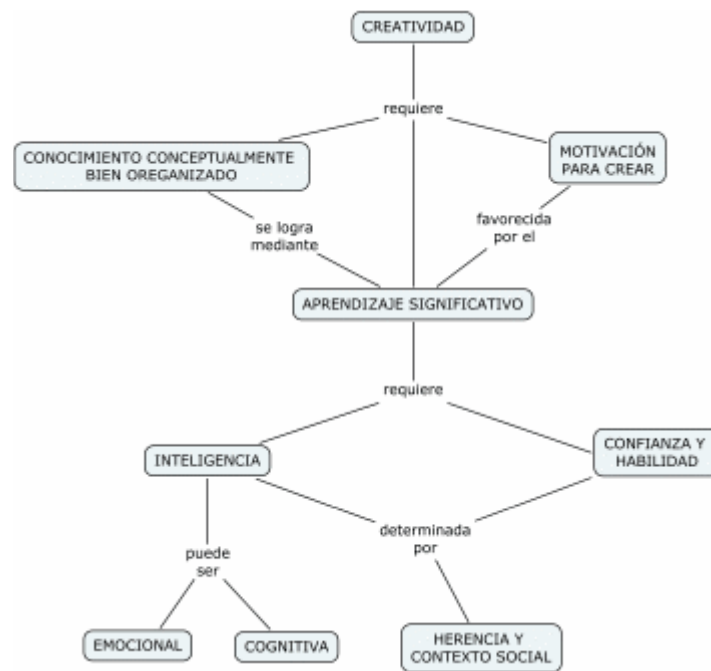 CREATIVIDAD
requiere
CONOCIMIENTO CONCEPTUALMENTE
BIEN OREGANIZADO
MOTIVACIÓN
PARA CREAR
se logra
mediante
favorecida
por el
APRENDIZAJE SIGNIFICATIVO
requiere
INTELIGENCIA
CONFIANZA Y
HABILIDAD
determinada
por
puede
ser
EMOCIONAL
COGNITIVA
HERENCIA Y
CONTEXTO SOCIAL